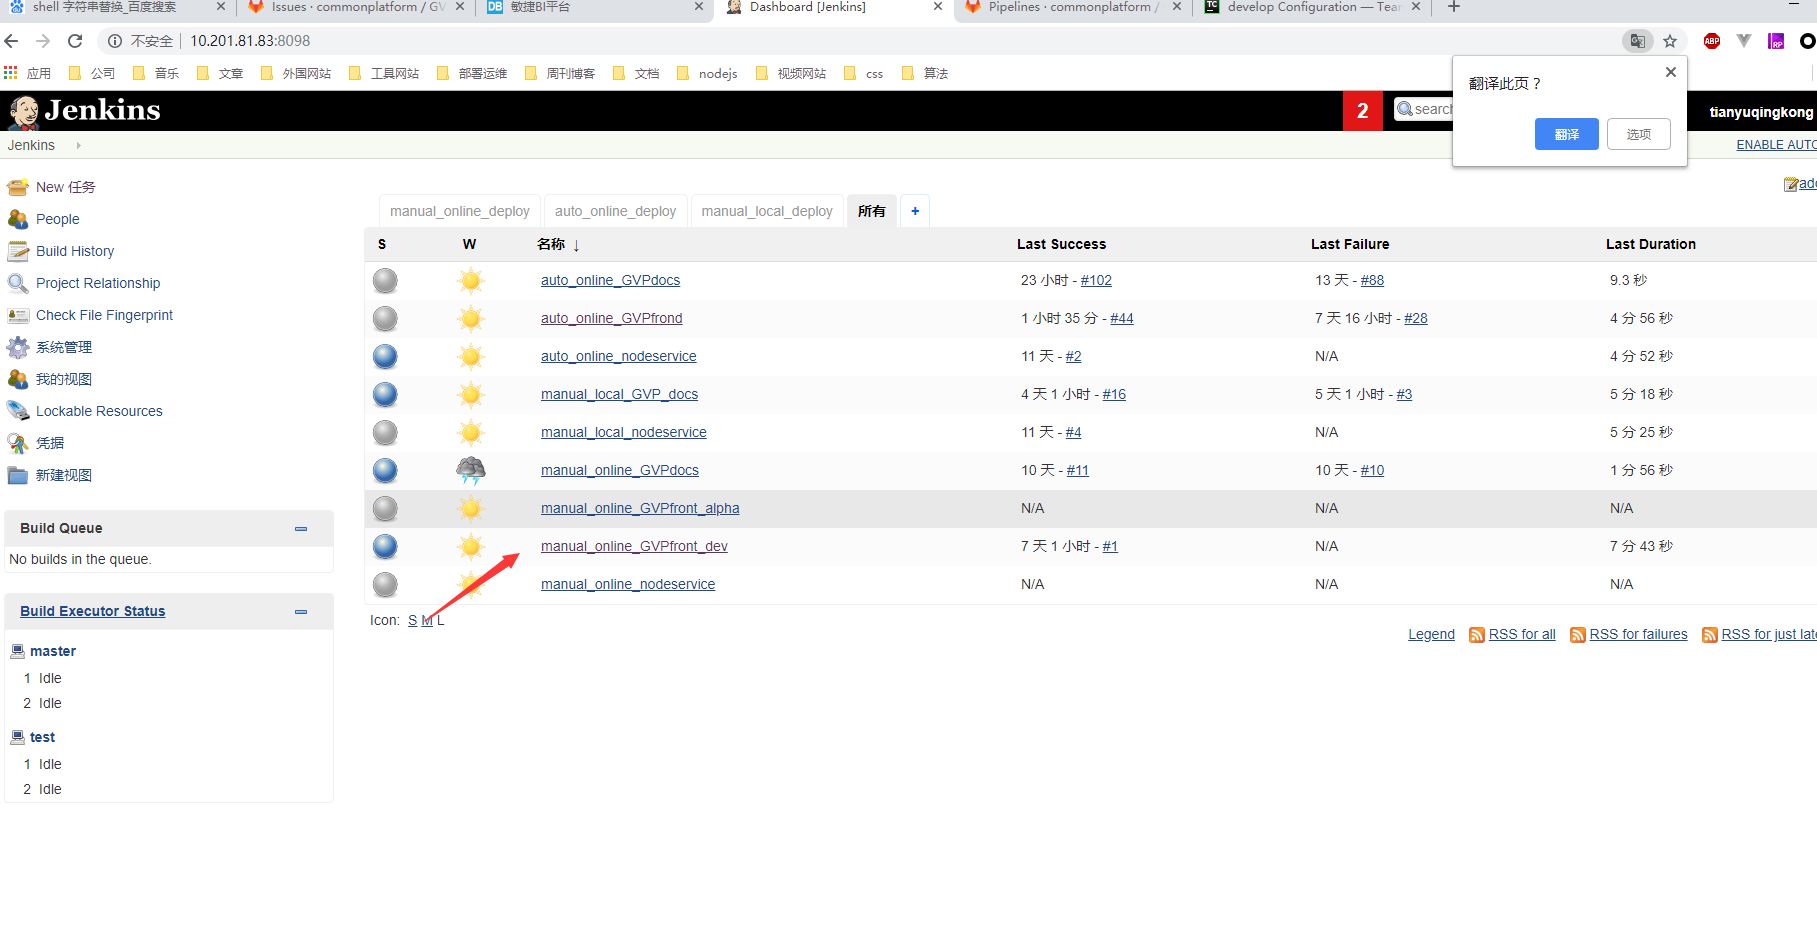 shell 字符串替换_百度搜索
Issues · commonplatform / GV
DB 敏捷BI平台
Dashboard [Jenkins]
Pipelines · commonplatform /
TC develop Configuration — Tear
不安全 10.201.81.83:8098
ABP
RP
应用 公司 音乐 文章 外国网站 工具网站 部署运维 周刊博客 文档 nodejs 视频网站 css 算法
翻译此页？
翻译 选项
Jenkins
2
search
tianyuqingkong
Jenkins
ENABLE AUTO
add
New 任务
People
Build History
Project Relationship
Check File Fingerprint
系统管理
我的视图
Lockable Resources
凭据
新建视图
Build Queue
No builds in the queue.
Build Executor Status
master
1 Idle
2 Idle
test
1 Idle
2 Idle
manual_online_deploy auto_online_deploy manual_local_deploy 所有 +
S W 名称 ↓ Last Success Last Failure Last Duration
auto_online_GVPdocs 23 小时 - #102 13 天 - #88 9.3 秒
auto_online_GVPfrond 1 小时 35 分 - #44 7 天 16 小时 - #28 4 分 56 秒
auto_online_nodeservice 11 天 - #2 N/A 4 分 52 秒
manual_local_GVP_docs 4 天 1 小时 - #16 5 天 1 小时 - #3 5 分 18 秒
manual_local_nodeservice 11 天 - #4 N/A 5 分 25 秒
manual_online_GVPdocs 10 天 - #11 10 天 - #10 1 分 56 秒
manual_online_GVPfront_alpha N/A N/A N/A
manual_online_GVPfront_dev 7 天 1 小时 - #1 N/A 7 分 43 秒
manual_online_nodeservice N/A N/A N/A
Icon: S M L
Legend RSS for all RSS for failures RSS for just late